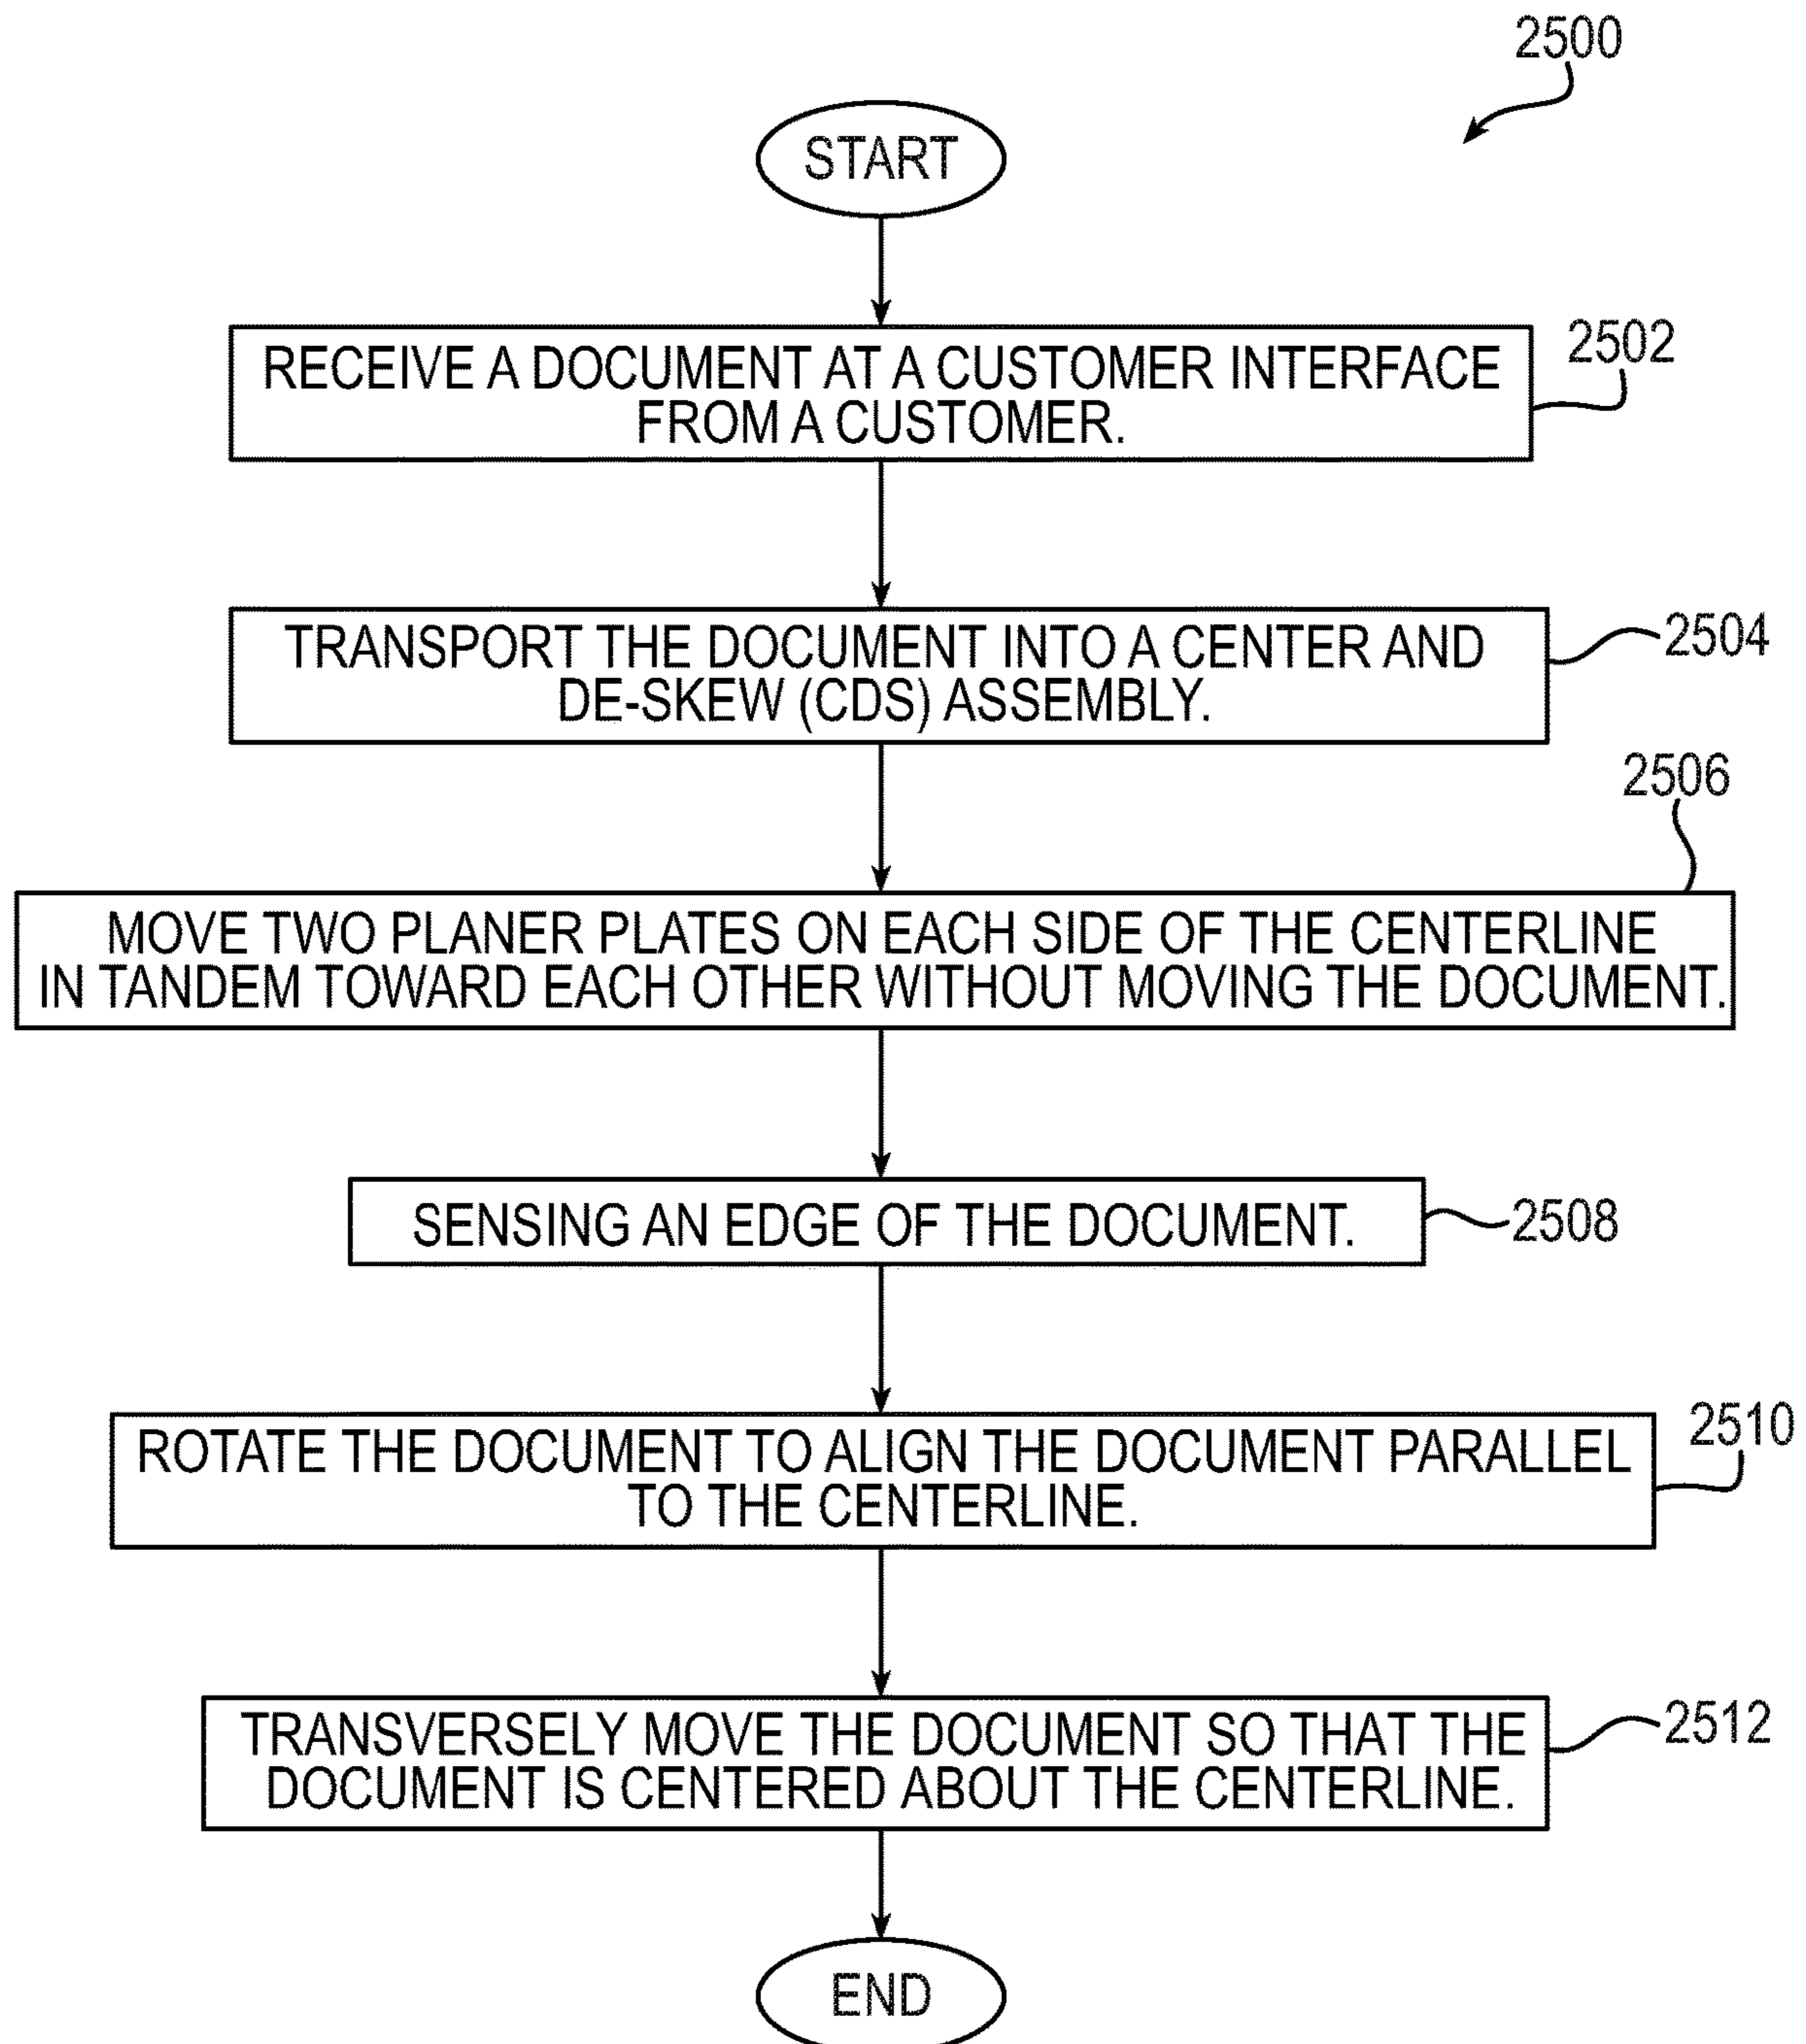 2500
START
RECEIVE A DOCUMENT AT A CUSTOMER INTERFACE
FROM A CUSTOMER.
2502
TRANSPORT THE DOCUMENT INTO A CENTER AND
DE-SKEW (CDS) ASSEMBLY.
2504
2506
MOVE TWO PLANER PLATES ON EACH SIDE OF THE CENTERLINE
IN TANDEM TOWARD EACH OTHER WITHOUT MOVING THE DOCUMENT.
SENSING AN EDGE OF THE DOCUMENT.
2508
ROTATE THE DOCUMENT TO ALIGN THE DOCUMENT PARALLEL
TO THE CENTERLINE.
2510
TRANSVERSELY MOVE THE DOCUMENT SO THAT THE
DOCUMENT IS CENTERED ABOUT THE CENTERLINE.
2512
END